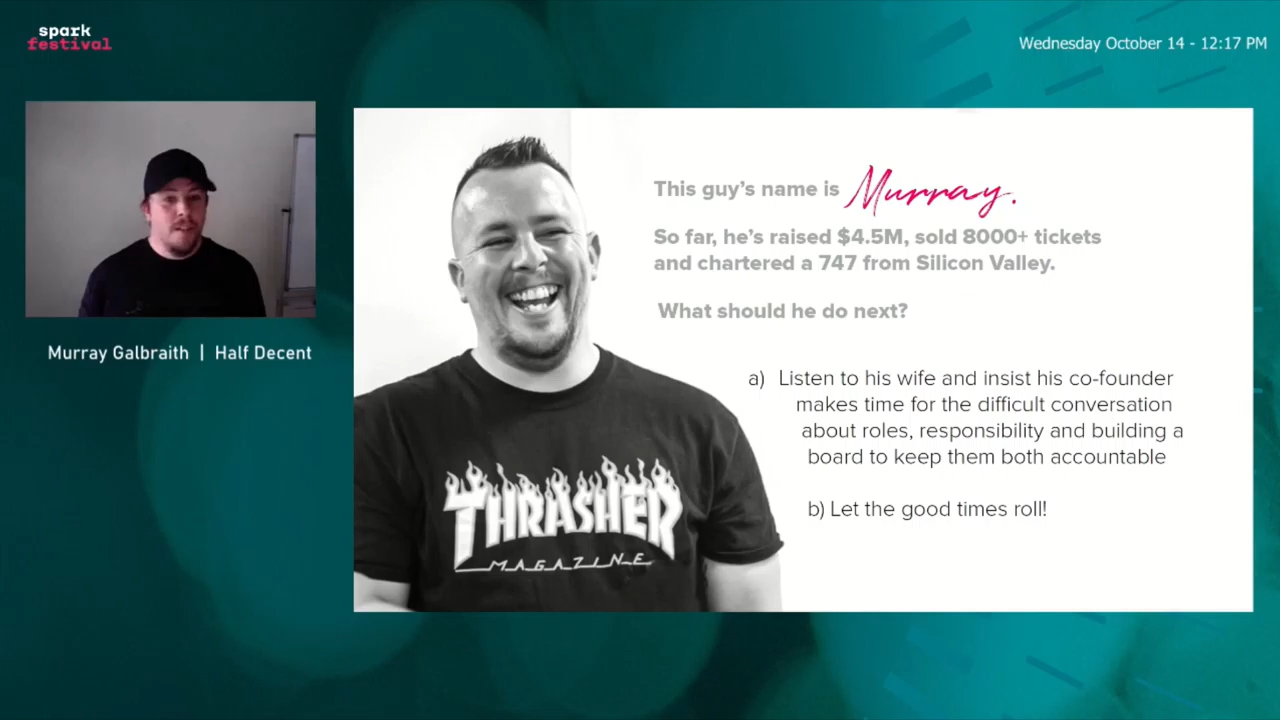 spark
festival
Wednesday October 14 - 12:17 PM
Murray Galbraith | Half Decent
This guy's name is Murray.
So far, he's raised $4.5M, sold 8000+ tickets
and chartered a 747 from Silicon Valley.
What should he do next?
a) Listen to his wife and insist his co-founder
makes time for the difficult conversation
about roles, responsibility and building a
board to keep them both accountable
b) Let the good times roll!
THRASHER
MAGAZINE